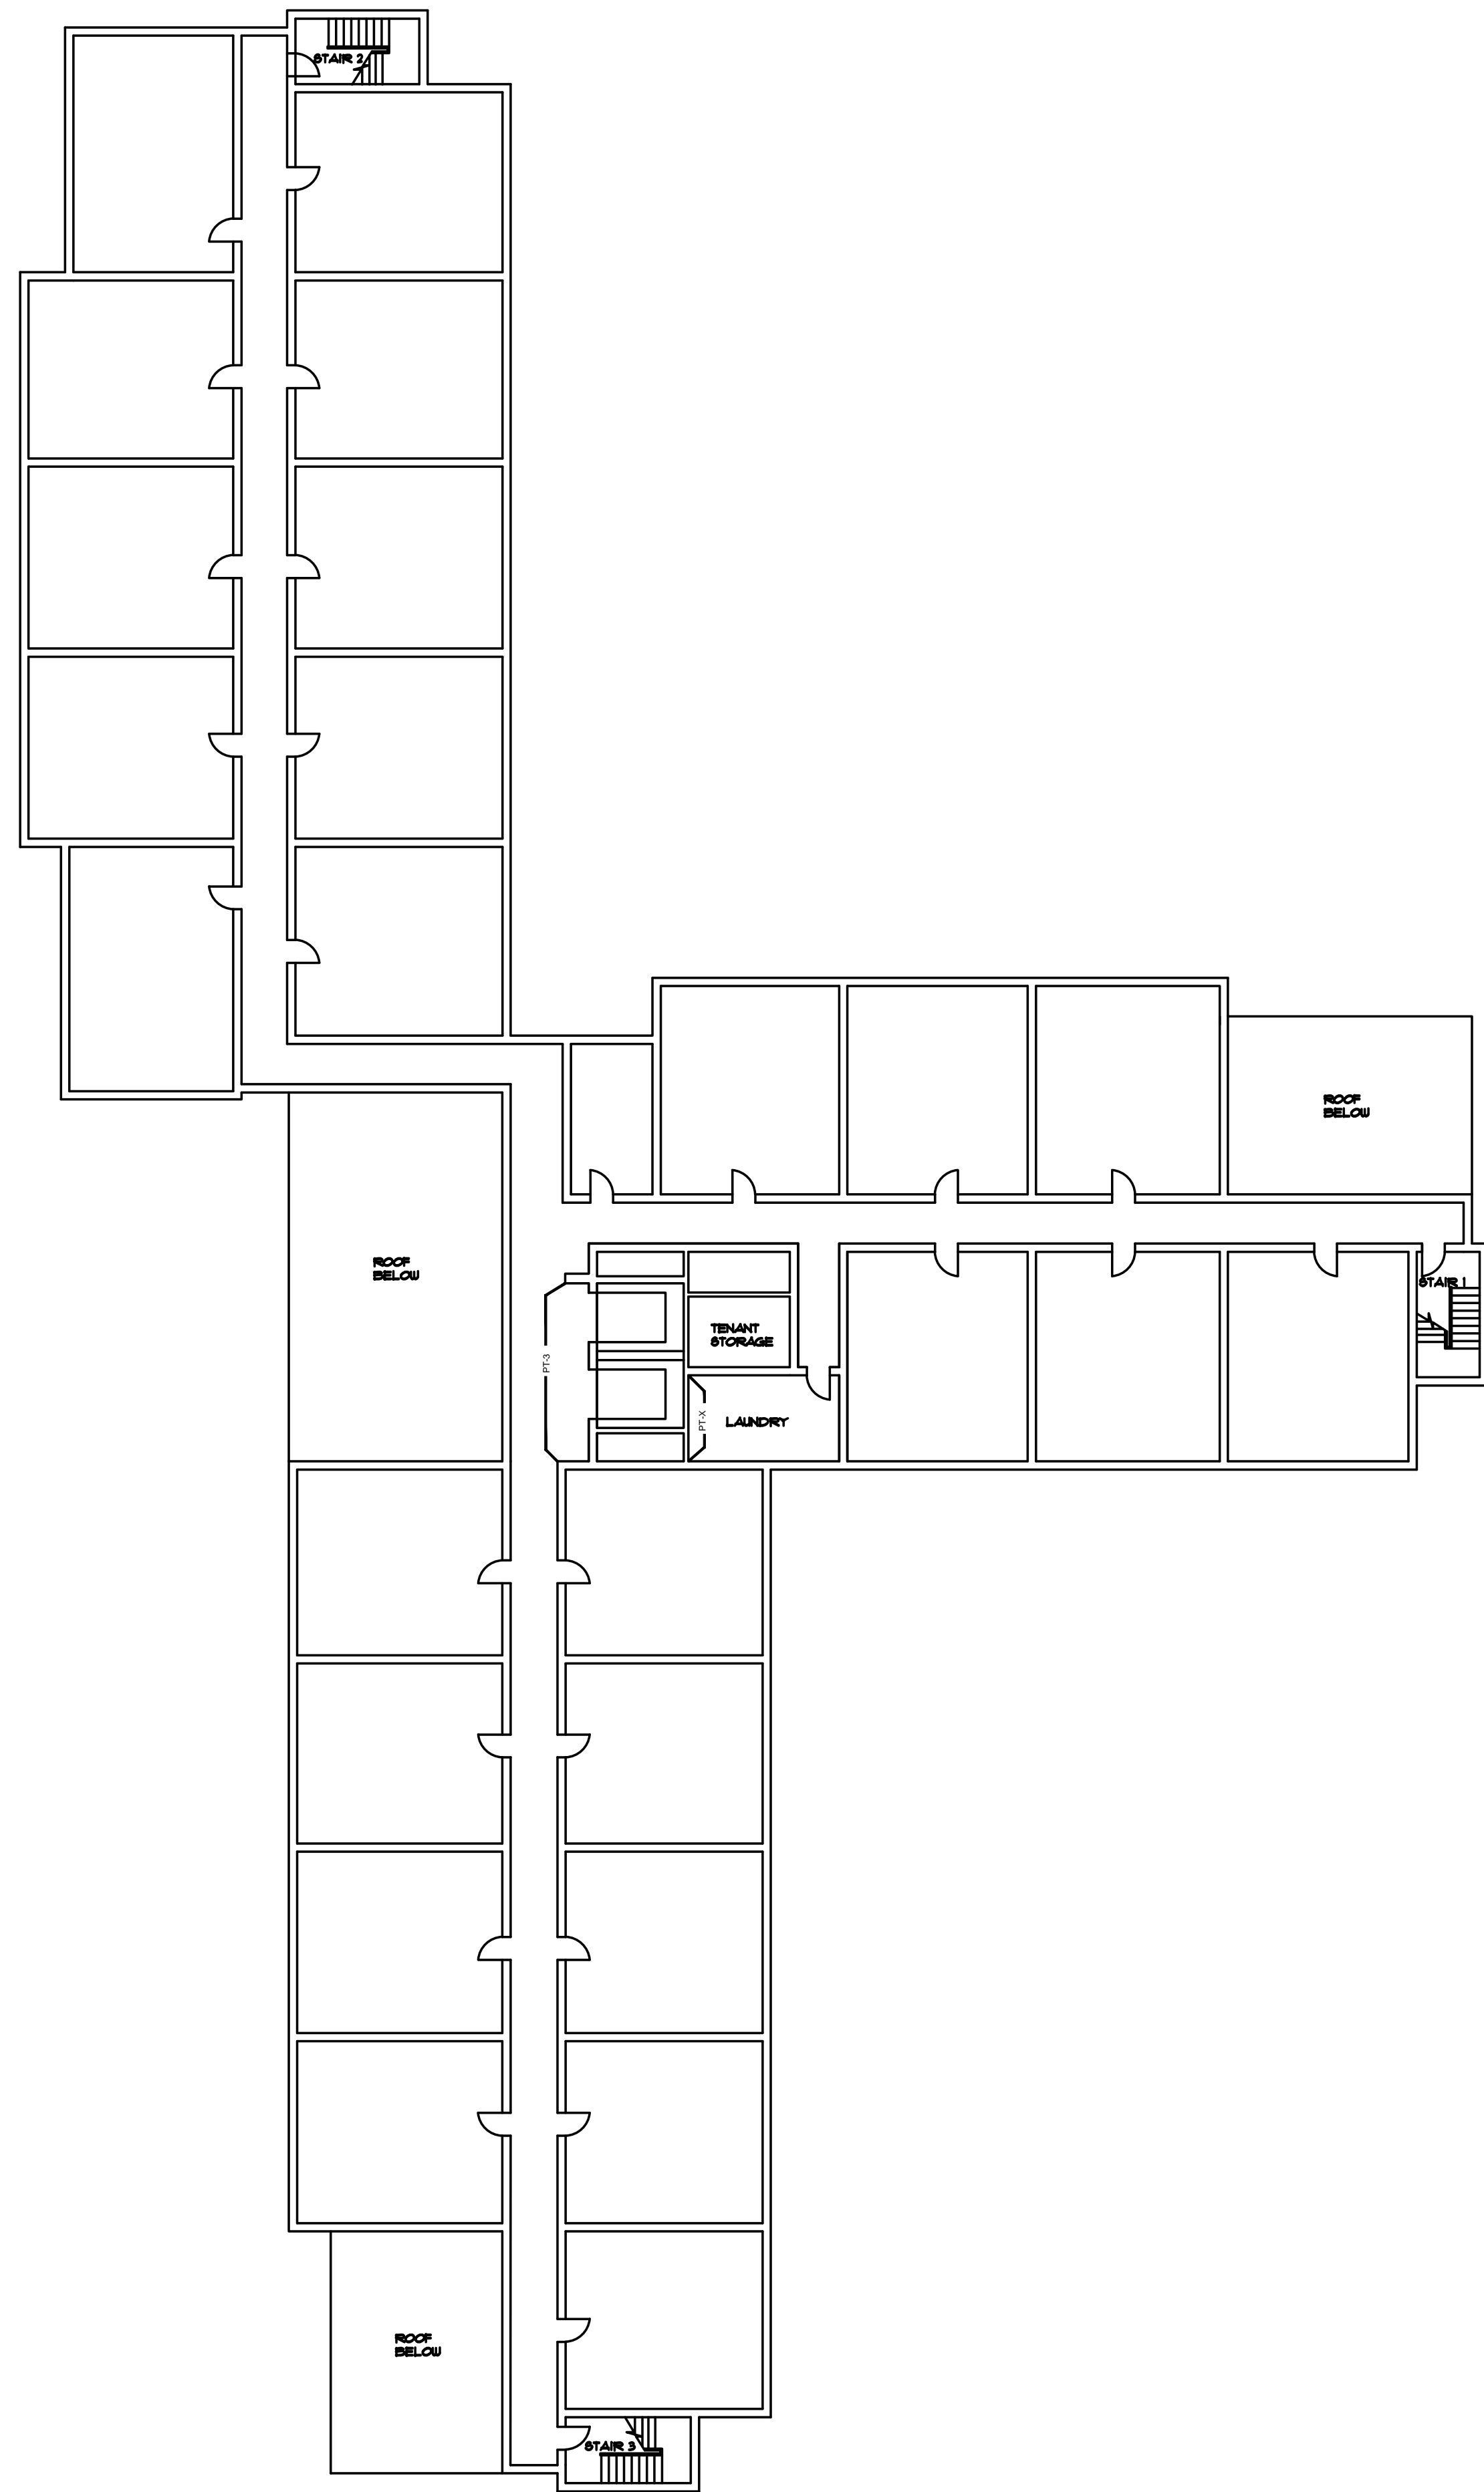 STAIR 2
ROOF
BELOW
ROOF
BELOW
STAIR 1
TENANT
STORAGE
PT-3
PT-X
LAUNDRY
ROOF
BELOW
STAIR 3